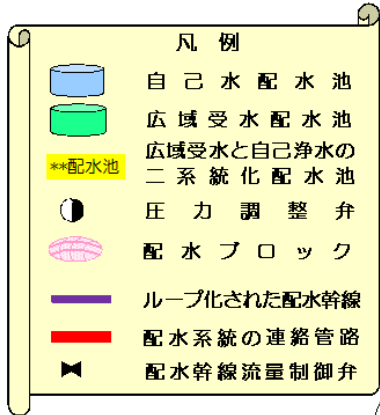 凡例
自己水配水池
広域受水配水池
**配水池
広域受水と自己浄水の
二系統化配水池
圧力調整弁
配水ブロック
ループ化された配水幹線
配水系統の連絡管路
配水幹線流量制御弁